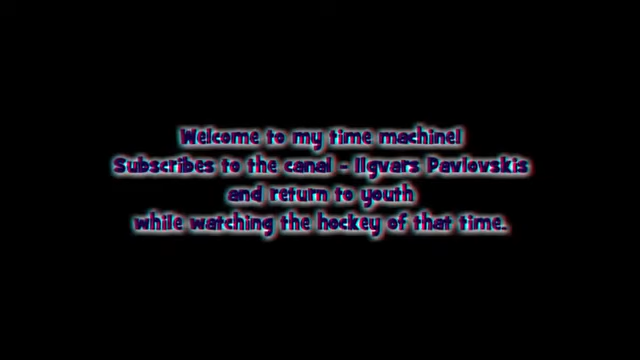 Welcome to my time machine!
Subscribes to the canal - Ilgvars Pavlovskis
and return to youth
while watching the hockey of that time.